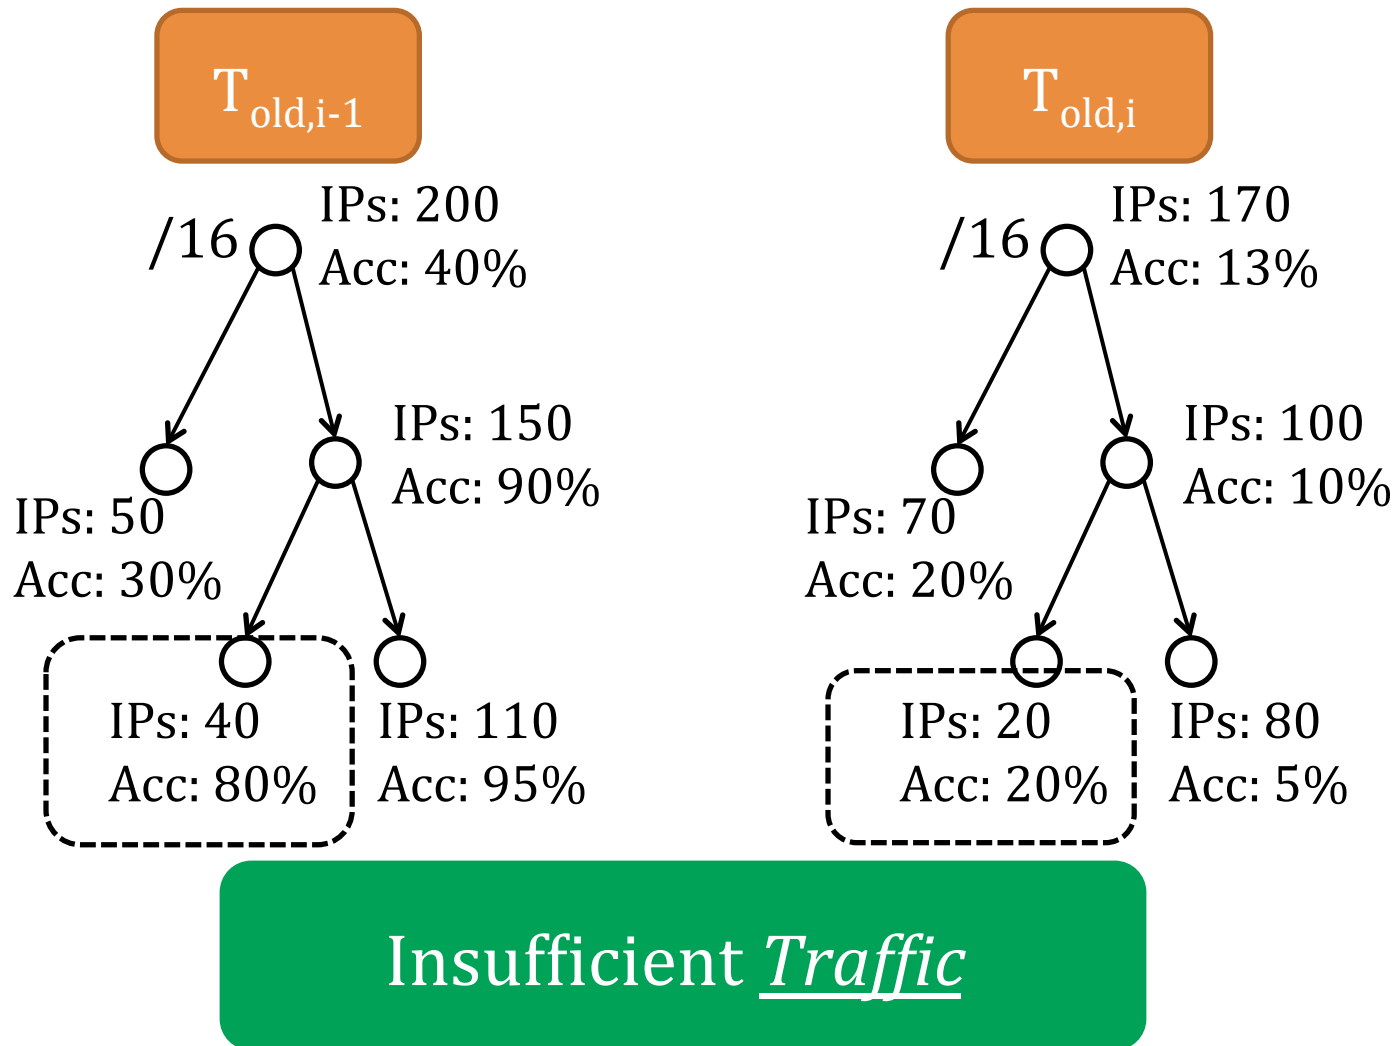 T_old,i-1
/16
IPs: 200
Acc: 40%
IPs: 150
Acc: 90%
IPs: 50
Acc: 30%
IPs: 40
Acc: 80%
IPs: 110
Acc: 95%
T_old,i
/16
IPs: 170
Acc: 13%
IPs: 100
Acc: 10%
IPs: 70
Acc: 20%
IPs: 20
Acc: 20%
IPs: 80
Acc: 5%
Insufficient Traffic